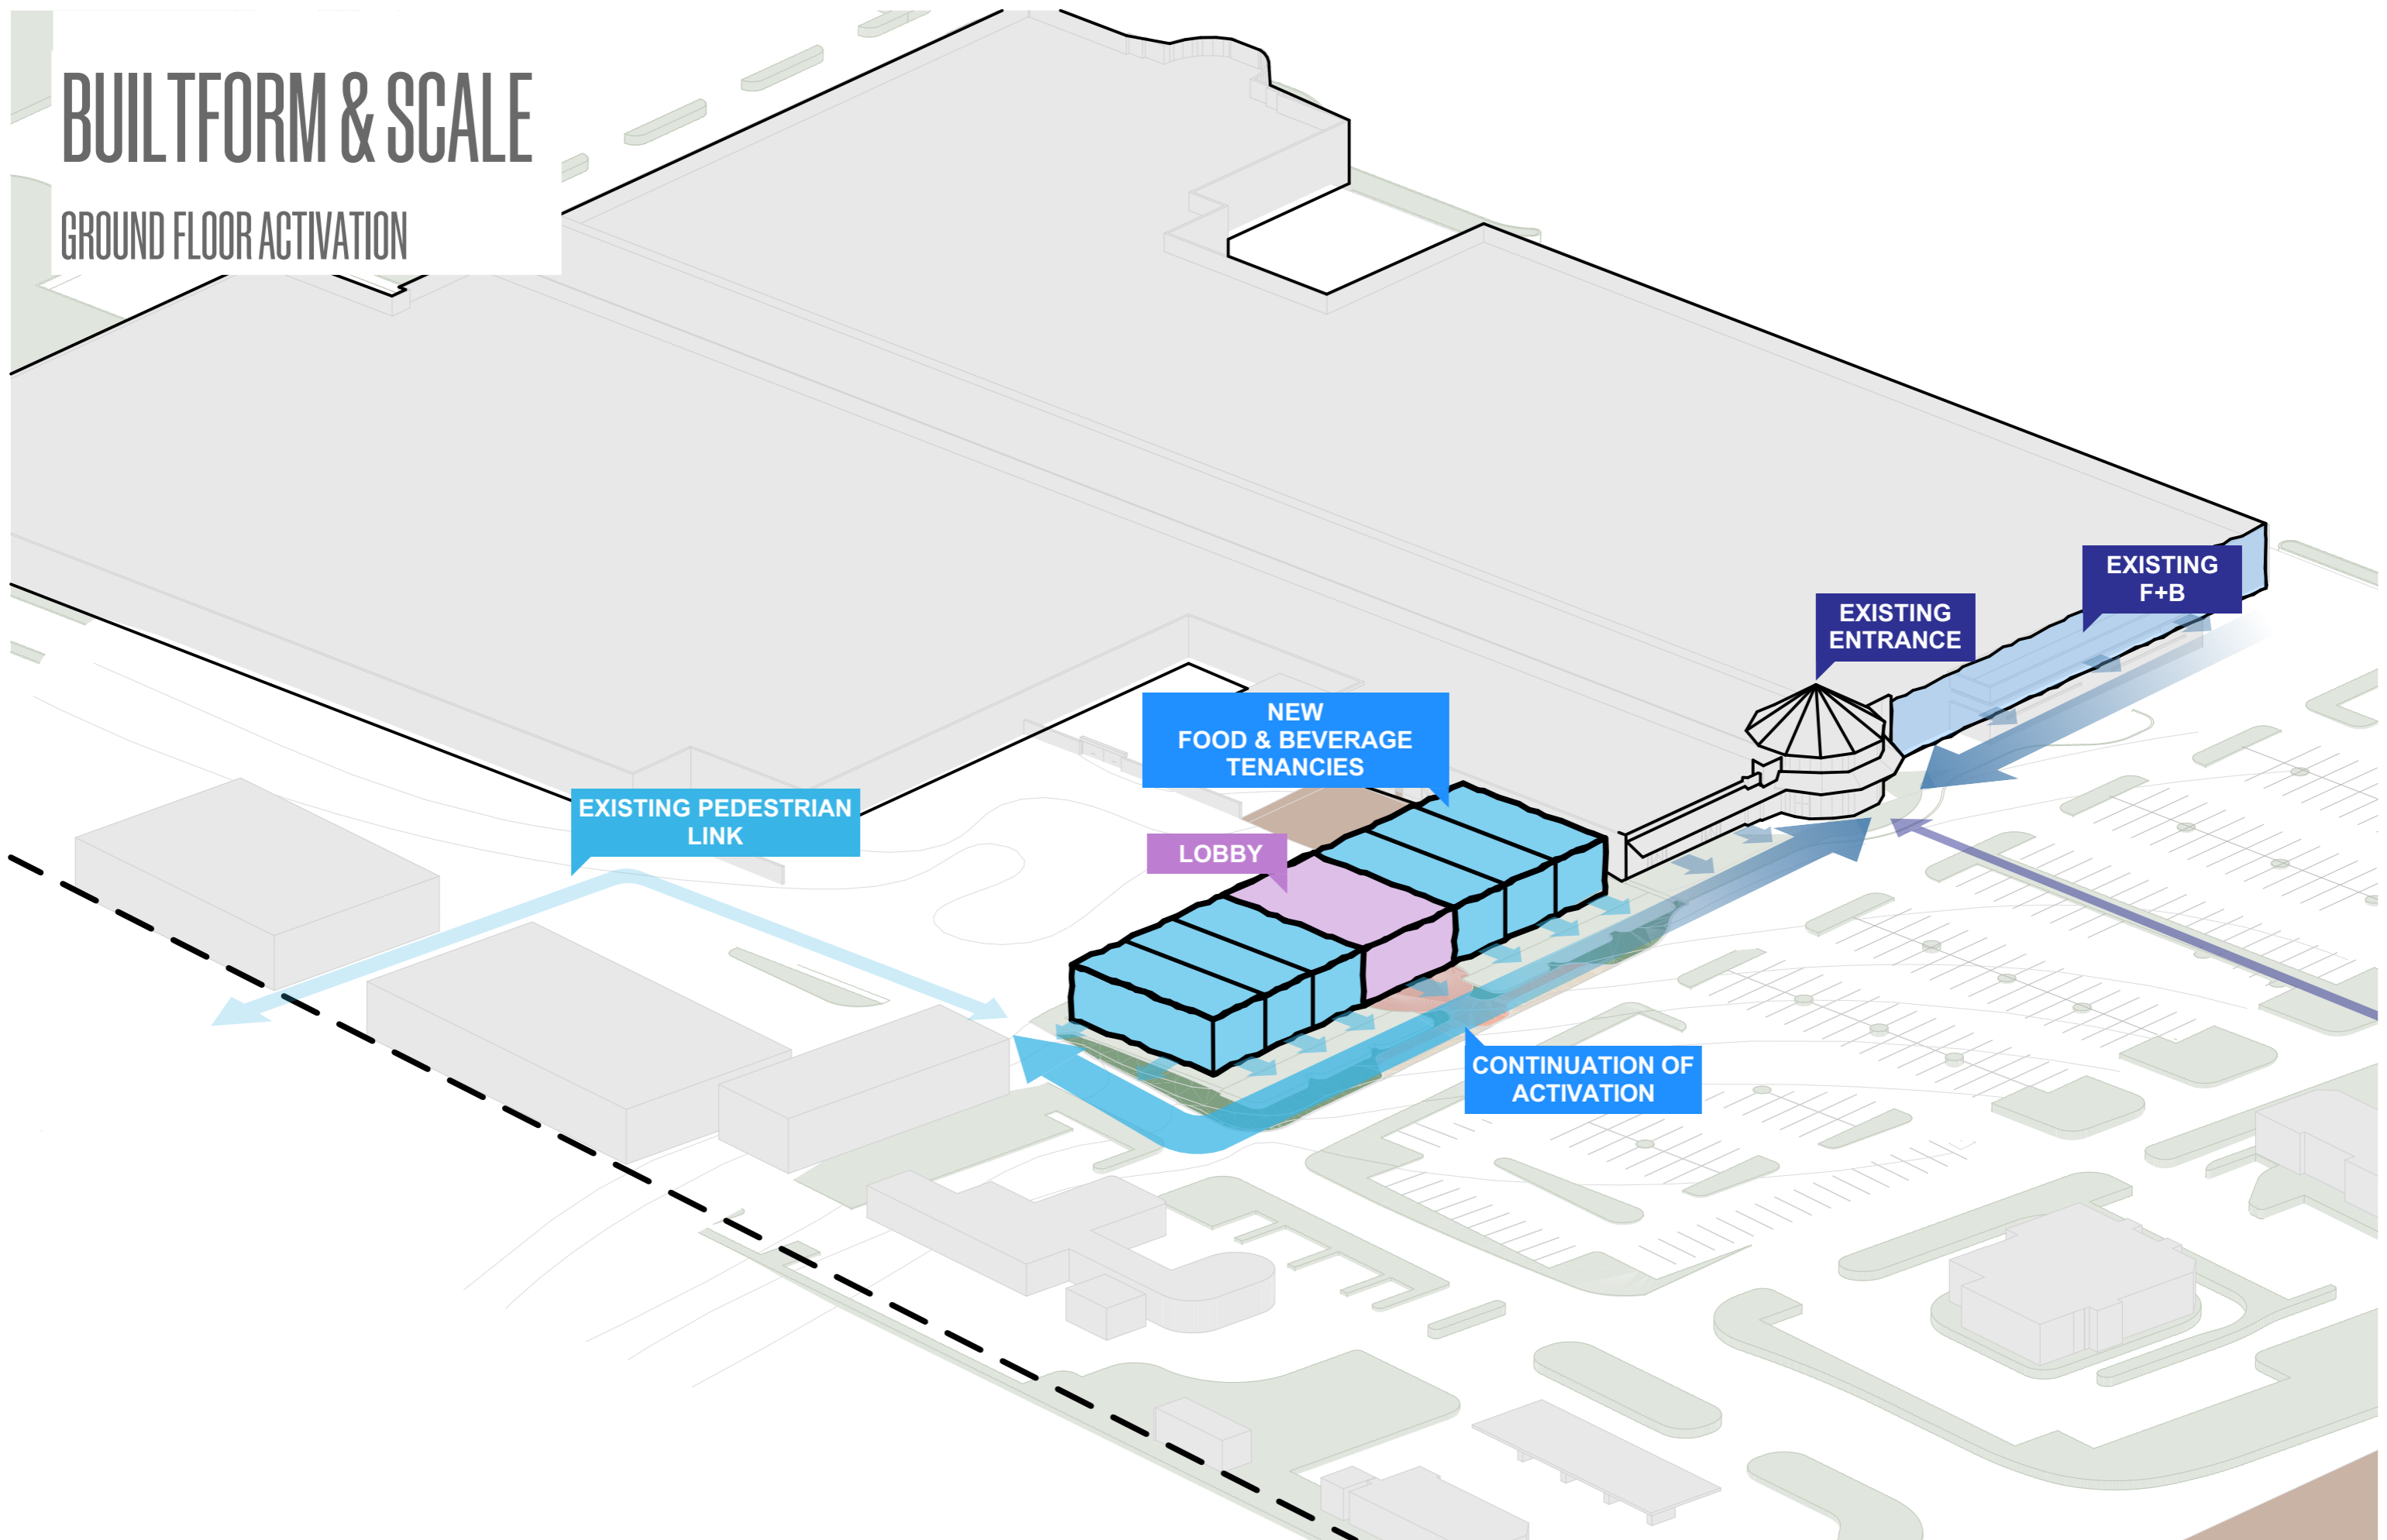 BUILTFORM & SCALE
GROUND FLOOR ACTIVATION
EXISTING
F+B
EXISTING
ENTRANCE
NEW
FOOD & BEVERAGE
TENANCIES
EXISTING PEDESTRIAN
LINK
LOBBY
CONTINUATION OF
ACTIVATION